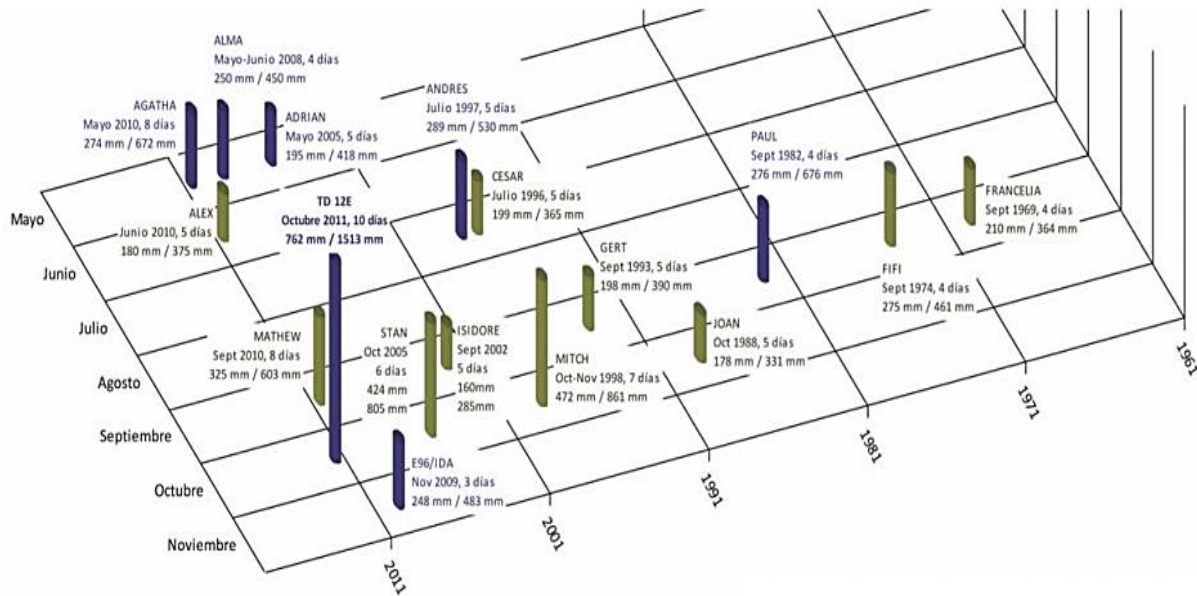 ALMA
Mayo-Junio 2008, 4 días
250 mm / 450 mm
AGATHA
Mayo 2010, 8 días
274 mm / 672 mm
ADRIAN
Mayo 2005, 5 días
195 mm / 418 mm
ANDRES
Julio 1997, 5 días
289 mm / 530 mm
CESAR
Julio 1996, 5 días
199 mm / 365 mm
PAUL
Sept 1982, 4 días
276 mm / 676 mm
FRANCELIA
Sept 1969, 4 días
210 mm / 364 mm
ALEX
Junio 2010, 5 días
180 mm / 375 mm
TD 12E
Octubre 2011, 10 días
762 mm / 1513 mm
GERT
Sept 1993, 5 días
198 mm / 390 mm
FIFI
Sept 1974, 4 días
275 mm / 461 mm
MATHEW
Sept 2010, 8 días
325 mm / 603 mm
STAN
Oct 2005
6 días
424 mm
805 mm
ISIDORE
Sept 2002
5 días
160mm
285mm
MITCH
Oct-Nov 1998, 7 días
472 mm / 861 mm
JOAN
Oct 1988, 5 días
178 mm / 331 mm
E96/IDA
Nov 2009, 3 días
248 mm / 483 mm
Mayo
Junio
Julio
Agosto
Septiembre
Octubre
Noviembre
2011
2001
1991
1981
1971
1961